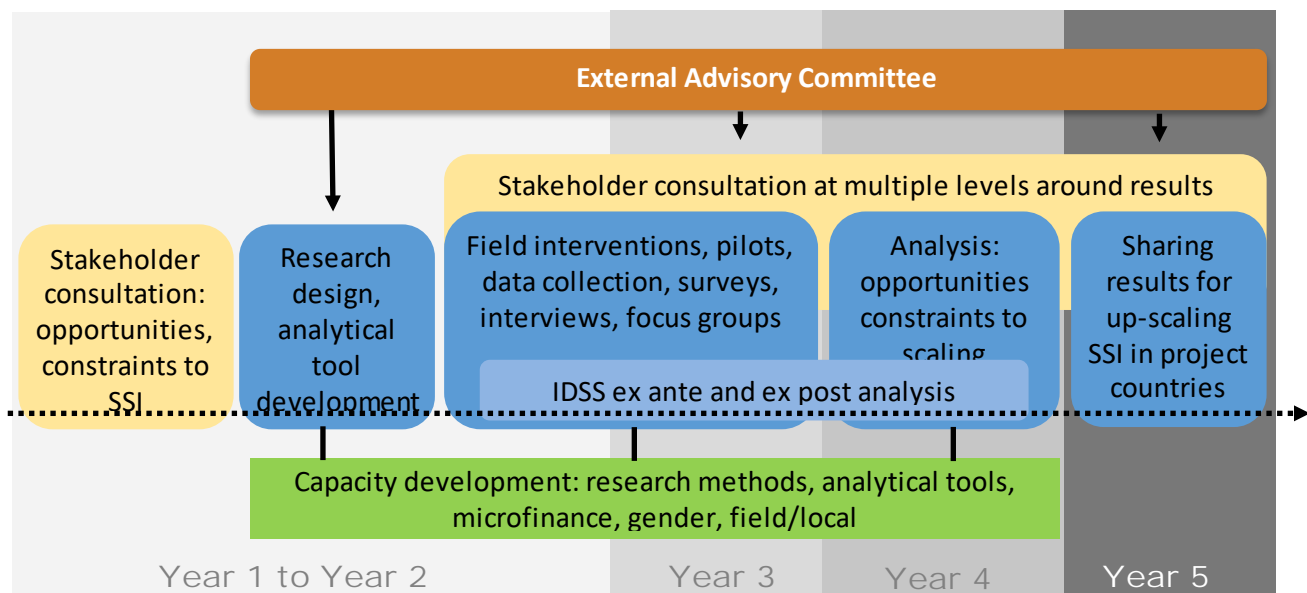 External Advisory Committee
Stakeholder consultation at multiple levels around results
Stakeholder
consultation:
opportunities,
constraints to
SSI
Research
design,
analytical
tool
development
Field interventions, pilots,
data collection, surveys,
interviews, focus groups
Analysis:
opportunities
constraints to
scaling
Sharing
results for
up-scaling
SSI in project
countries
IDSS ex ante and ex post analysis
Capacity development: research methods, analytical tools,
microfinance, gender, field/local
Year 1 to Year 2
Year 3
Year 4
Year 5